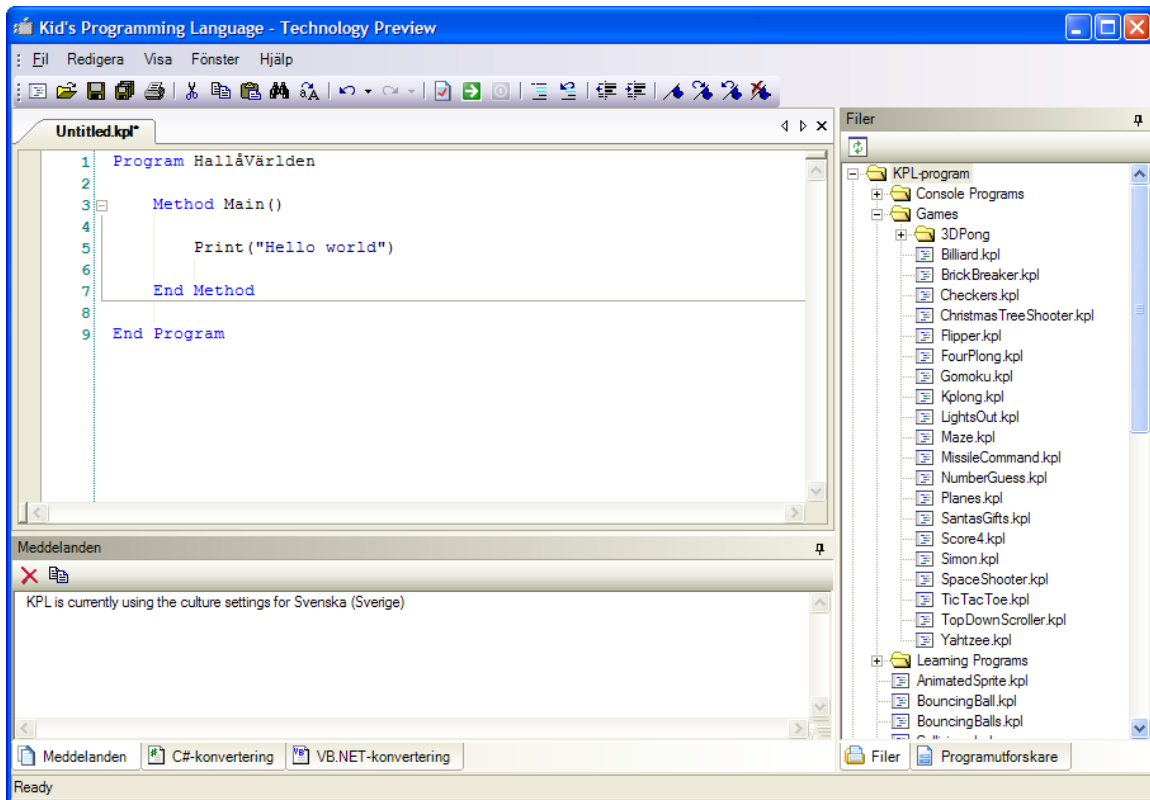 Kid's Programming Language - Technology Preview
Fil Redigera Visa Fönster Hjälp
Untitled.kpl*
1 Program HallåVärlden
2
3 Method Main()
4
5 Print("Hello world")
6
7 End Method
8
9 End Program
Meddelanden
KPL is currently using the culture settings for Svenska (Sverige)
Meddelanden C#-konvertering VB.NET-konvertering
Filer
KPL-program
Console Programs
Games
3DPong
Billiard.kpl
BrickBreaker.kpl
Checkers.kpl
ChristmasTreeShooter.kpl
Flipper.kpl
FourPlong.kpl
Gomoku.kpl
Kplong.kpl
LightsOut.kpl
Maze.kpl
MissileCommand.kpl
NumberGuess.kpl
Planes.kpl
SantasGifts.kpl
Score4.kpl
Simon.kpl
SpaceShooter.kpl
TicTacToe.kpl
TopDownScroller.kpl
Yahtzee.kpl
Learning Programs
AnimatedSprite.kpl
BouncingBall.kpl
BouncingBalls.kpl
Filer Programutforskare
Ready